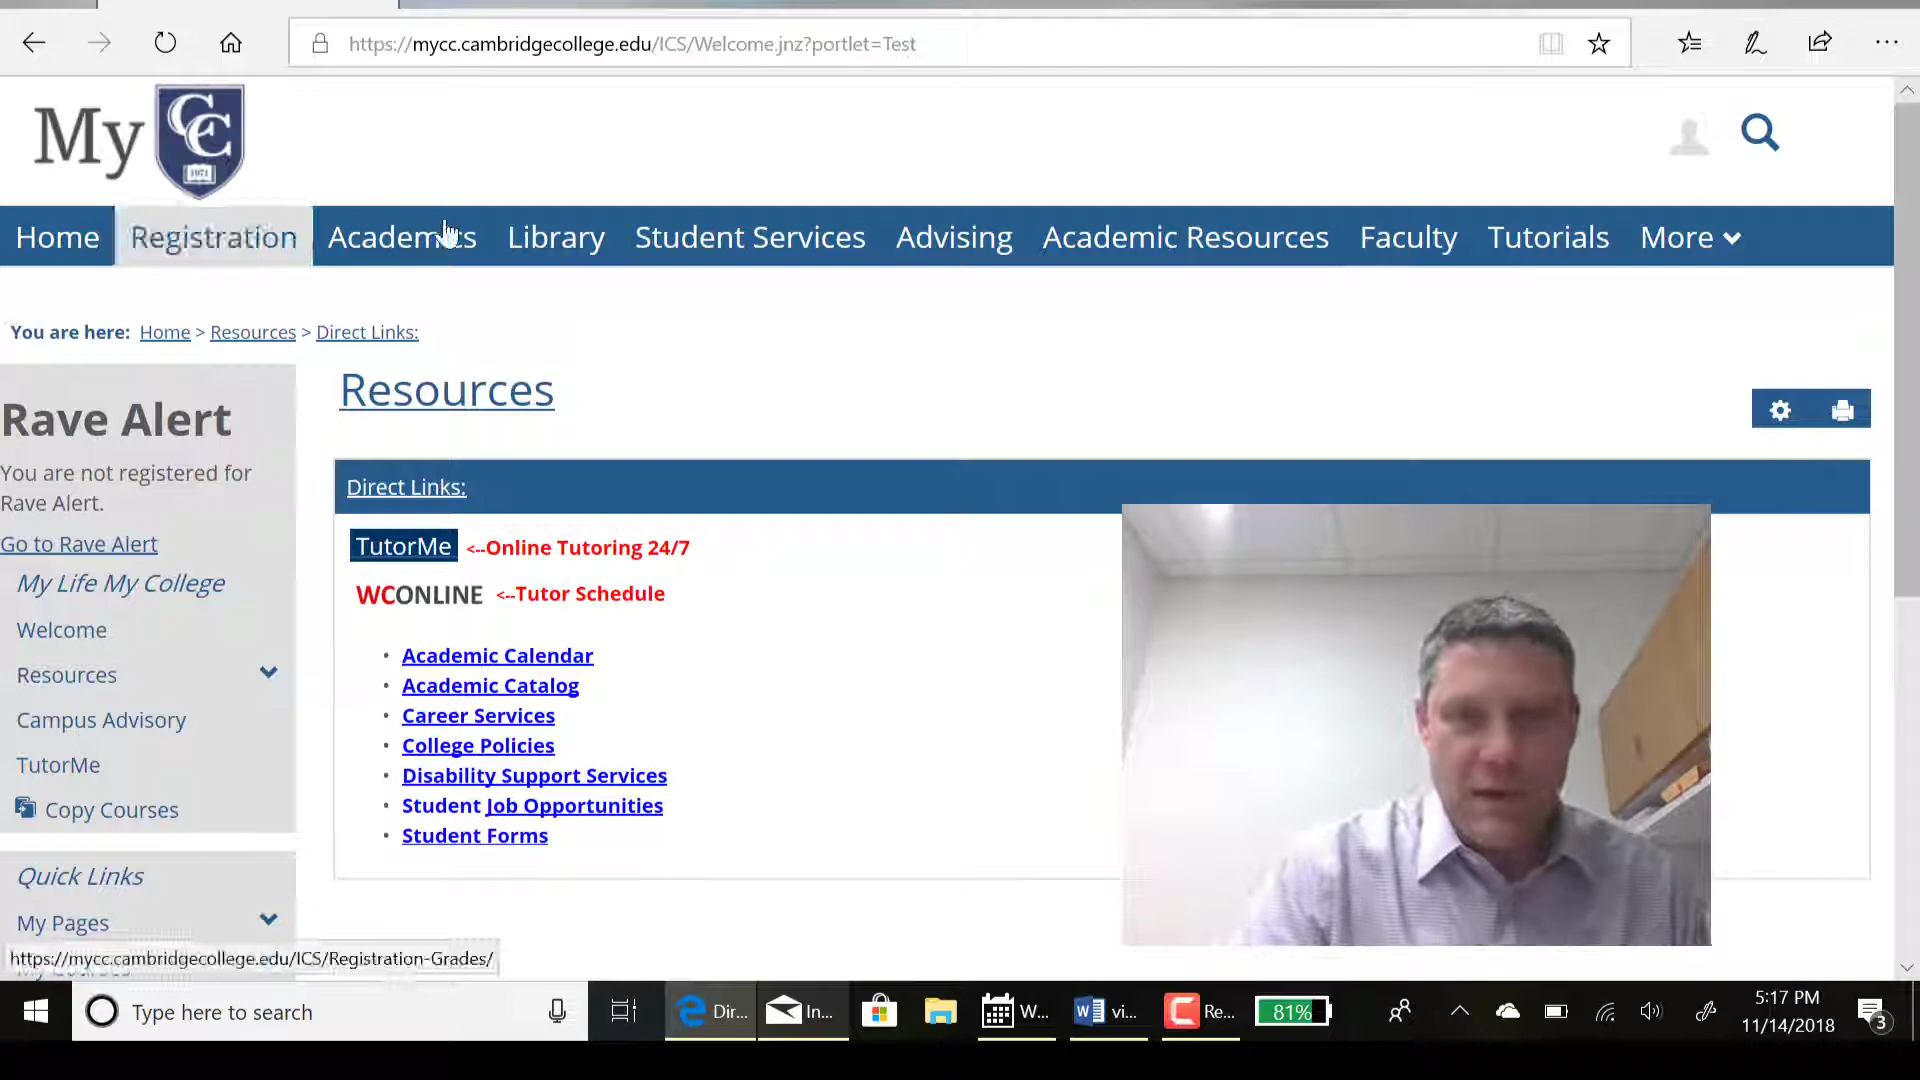 https://mycc.cambridgecollege.edu/ICS/Welcome.jnz?portlet=Test
My CC 1971
Home Registration Academics Library Student Services Advising Academic Resources Faculty Tutorials More
You are here: Home > Resources > Direct Links:
Rave Alert
You are not registered for
Rave Alert.
Go to Rave Alert
My Life My College
Welcome
Resources
Campus Advisory
TutorMe
Copy Courses
Quick Links
My Pages
Resources
Direct Links:
TutorMe <--Online Tutoring 24/7
WCONLINE <--Tutor Schedule
• Academic Calendar
• Academic Catalog
• Career Services
• College Policies
• Disability Support Services
• Student Job Opportunities
• Student Forms
https://mycc.cambridgecollege.edu/ICS/Registration-Grades/
Type here to search
Dir...
In...
W...
vi...
Re...
81%
5:17 PM
11/14/2018
3